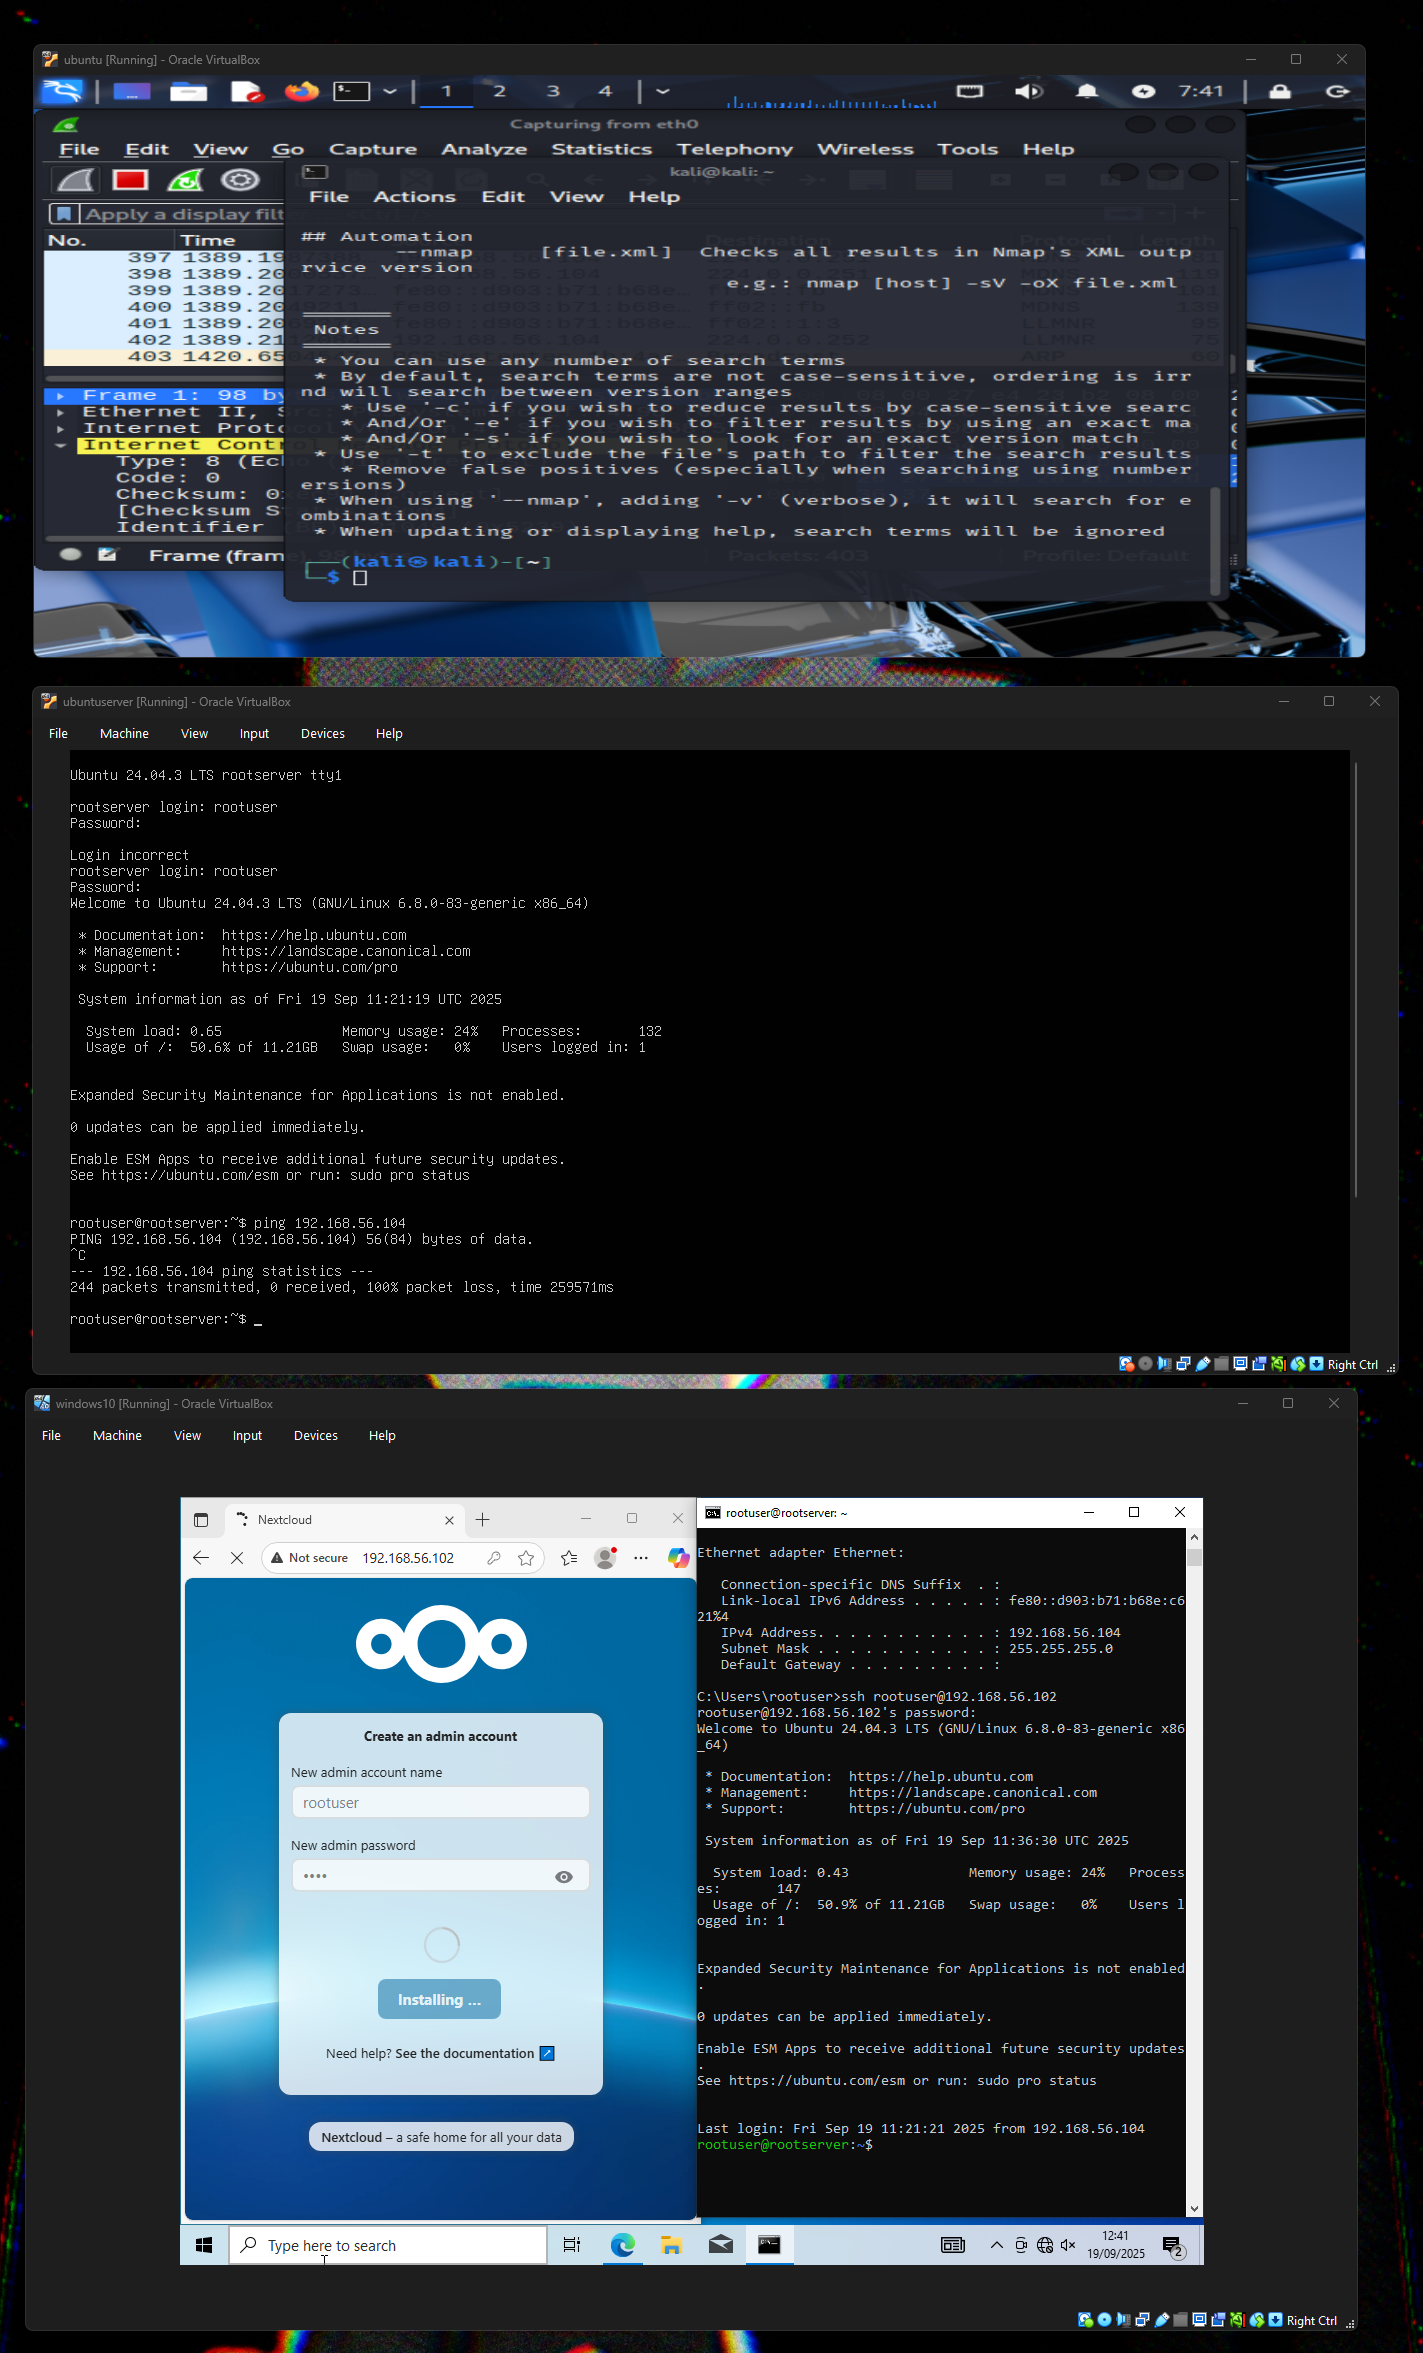 ubuntu [Running] - Oracle VirtualBox
1 2 3 4 7:41
Capturing from eth0
File Edit View Go Capture Analyze Statistics Telephony Wireless Tools Help
kali@kali: ~
File Actions Edit View Help
Apply a display filt
No. Time
397 1389.19
398 1389.20
399 1389.20
400 1389.20
401 1389.20
402 1389.21
403 1420.65
Frame 1: 98 by
Ethernet II, S
Internet Proto
Internet Contr
Type: 8 (Ech
Code: 0
Checksum: 0x
[Checksum St
Identifier (
Frame (fram
Packets: 403 Profile: Default
## Automation
--nmap [file.xml] Checks all results in Nmap's XML outp
rvice version
e.g.: nmap [host] -sV -oX file.xml
Notes
* You can use any number of search terms
* By default, search terms are not case-sensitive, ordering is irr
nd will search between version ranges
* Use '-c' if you wish to reduce results by case-sensitive searc
* And/Or '-e' if you wish to filter results by using an exact ma
* And/Or '-s' if you wish to look for an exact version match
* Use '-t' to exclude the file's path to filter the search results
* Remove false positives (especially when searching using number
ersions)
* When using '--nmap', adding '-v' (verbose), it will search for e
ombinations
* When updating or displaying help, search terms will be ignored
(kali㉿kali)-[~]
$
ubuntuserver [Running] - Oracle VirtualBox
File Machine View Input Devices Help
Ubuntu 24.04.3 LTS rootserver tty1
rootserver login: rootuser
Password:
Login incorrect
rootserver login: rootuser
Password:
Welcome to Ubuntu 24.04.3 LTS (GNU/Linux 6.8.0-83-generic x86_64)
* Documentation: https://help.ubuntu.com
* Management: https://landscape.canonical.com
* Support: https://ubuntu.com/pro
System information as of Fri 19 Sep 11:21:19 UTC 2025
System load: 0.65 Memory usage: 24% Processes: 132
Usage of /: 50.6% of 11.21GB Swap usage: 0% Users logged in: 1
Expanded Security Maintenance for Applications is not enabled.
0 updates can be applied immediately.
Enable ESM Apps to receive additional future security updates.
See https://ubuntu.com/esm or run: sudo pro status
rootuser@rootserver:~$ ping 192.168.56.104
PING 192.168.56.104 (192.168.56.104) 56(84) bytes of data.
^C
--- 192.168.56.104 ping statistics ---
244 packets transmitted, 0 received, 100% packet loss, time 259571ms
rootuser@rootserver:~$ _
Right Ctrl
windows10 [Running] - Oracle VirtualBox
File Machine View Input Devices Help
Nextcloud
Not secure 192.168.56.102
Create an admin account
New admin account name
rootuser
New admin password
••••
Installing ...
Need help? See the documentation
Nextcloud – a safe home for all your data
rootuser@rootserver: ~
Ethernet adapter Ethernet:
Connection-specific DNS Suffix . :
Link-local IPv6 Address . . . . . : fe80::d903:b71:b68e:c6
21%4
IPv4 Address. . . . . . . . . . . : 192.168.56.104
Subnet Mask . . . . . . . . . . . : 255.255.255.0
Default Gateway . . . . . . . . . :
C:\Users\rootuser>ssh rootuser@192.168.56.102
rootuser@192.168.56.102's password:
Welcome to Ubuntu 24.04.3 LTS (GNU/Linux 6.8.0-83-generic x86
_64)
* Documentation: https://help.ubuntu.com
* Management: https://landscape.canonical.com
* Support: https://ubuntu.com/pro
System information as of Fri 19 Sep 11:36:30 UTC 2025
System load: 0.43 Memory usage: 24% Process
es: 147
Usage of /: 50.9% of 11.21GB Swap usage: 0% Users l
ogged in: 1
Expanded Security Maintenance for Applications is not enabled
.
0 updates can be applied immediately.
Enable ESM Apps to receive additional future security updates
.
See https://ubuntu.com/esm or run: sudo pro status
Last login: Fri Sep 19 11:21:21 2025 from 192.168.56.104
rootuser@rootserver:~$
Type here to search
12:41
19/09/2025
2
Right Ctrl